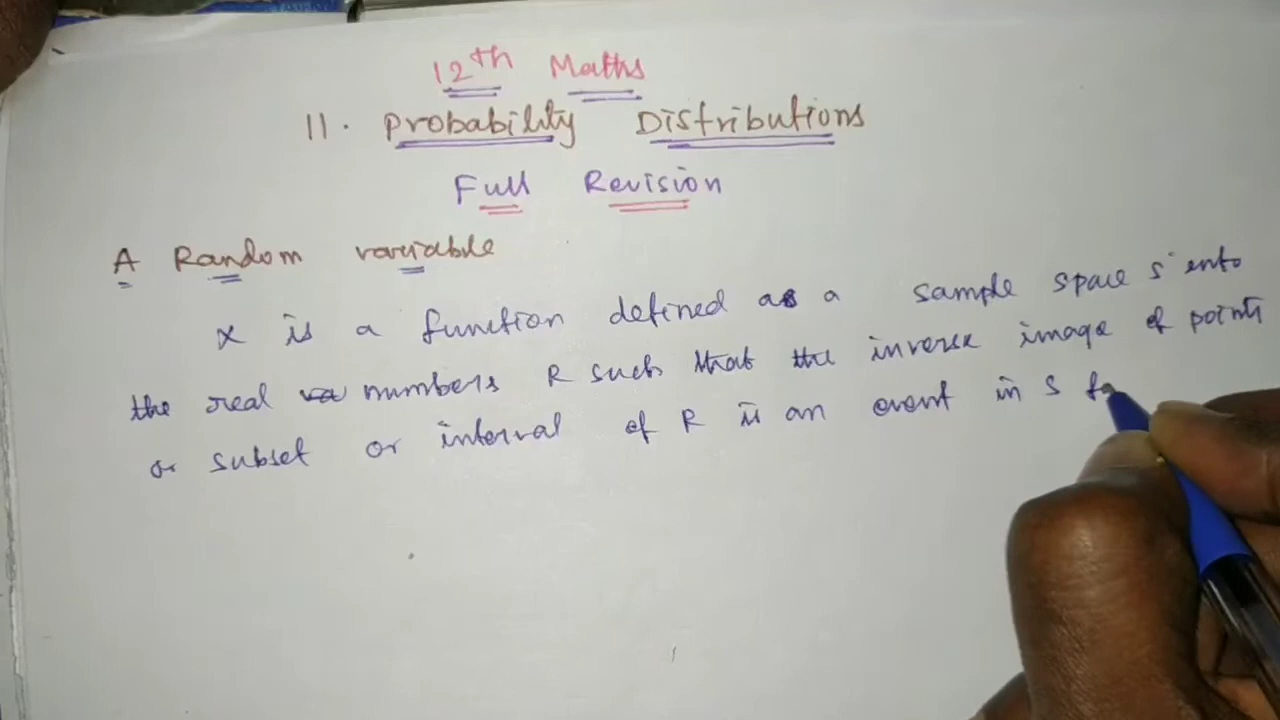 12th Maths
11. Probability Distributions
Full Revision
A Random variable
X is a function defined as a sample space S into
the real numbers R such that the inverse image of points
or subset or interval of R is an event in S fo